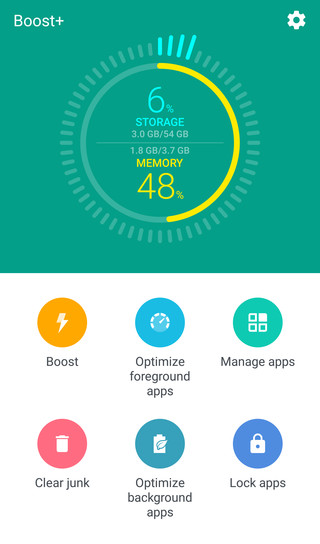 Boost+
6%
STORAGE
3.0 GB/54 GB
1.8 GB/3.7 GB
MEMORY
48%
Boost
Optimize
foreground
apps
Manage apps
Clear junk
Optimize
background
apps
Lock apps